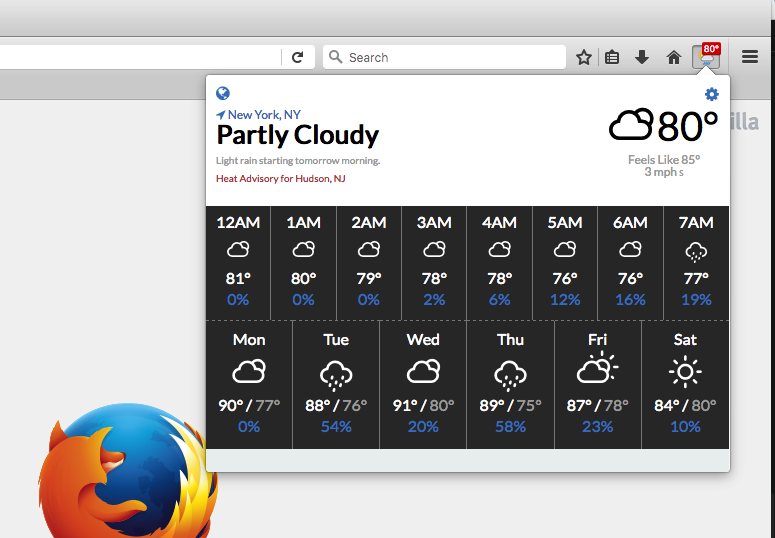 Search
80°
illa
New York, NY
Partly Cloudy
Light rain starting tomorrow morning.
Heat Advisory for Hudson, NJ
80°
Feels Like 85°
3 mph S
12AM 1AM 2AM 3AM 4AM 5AM 6AM 7AM
81° 80° 79° 78° 78° 76° 76° 77°
0% 0% 0% 2% 6% 12% 16% 19%
Mon Tue Wed Thu Fri Sat
90° / 77° 88° / 76° 91° / 80° 89° / 75° 87° / 78° 84° / 80°
0% 54% 20% 58% 23% 10%